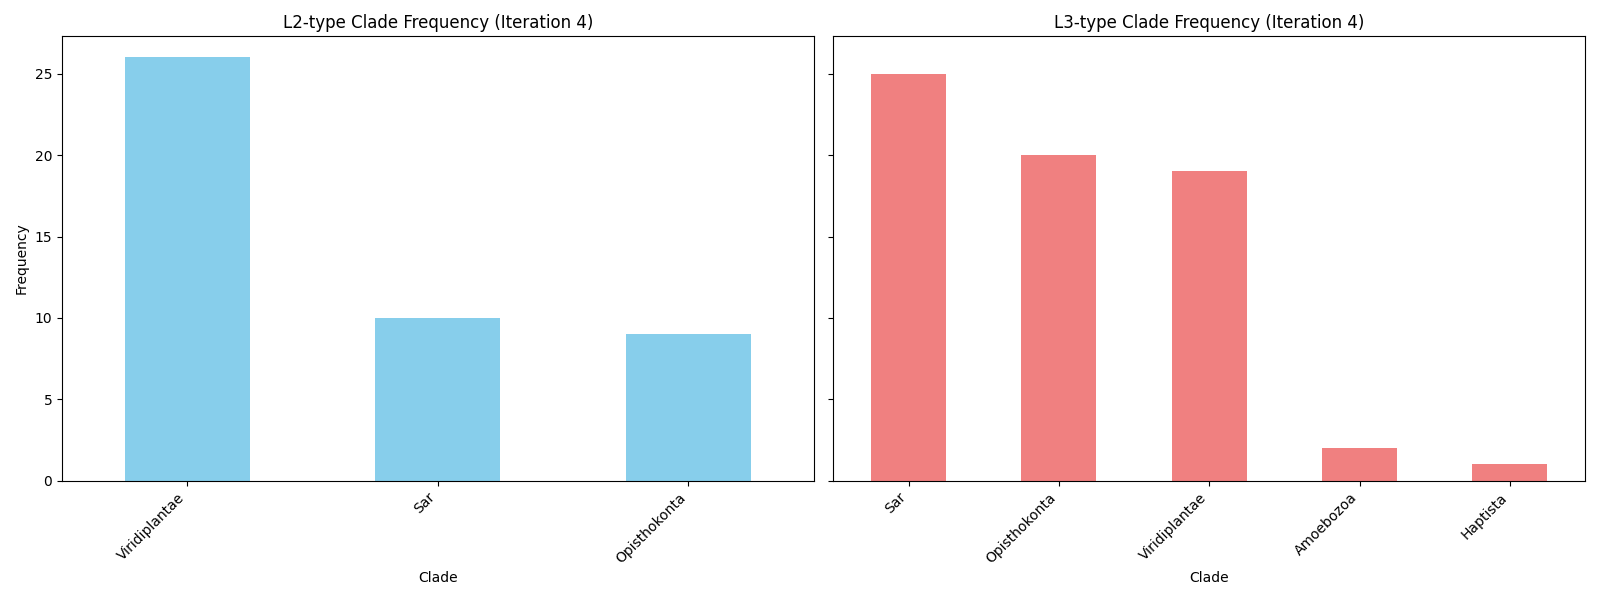 L2-type Clade Frequency (Iteration 4)
Frequency
25
20
15
10
5
0
Viridiplantae
Sar
Opisthokonta
Clade
L3-type Clade Frequency (Iteration 4)
Sar
Opisthokonta
Viridiplantae
Amoebozoa
Haptista
Clade